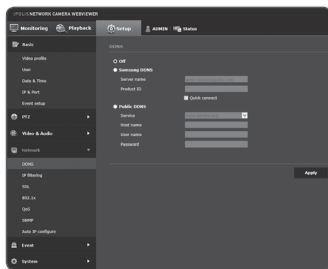 iPOLIS NETWORK CAMERA WEBVIEWER
Monitoring
Playback
Setup
ADMIN
Status
Basic
Video profile
User
Date & Time
IP & Port
Event setup
PTZ
Video & Audio
Network
DDNS
IP filtering
SSL
802.1x
QoS
SNMP
Auto IP configure
Event
System
DDNS
Off
Samsung DDNS
Server name
Product ID
Quick connect
Public DDNS
Service
Host name
User name
Password
Apply